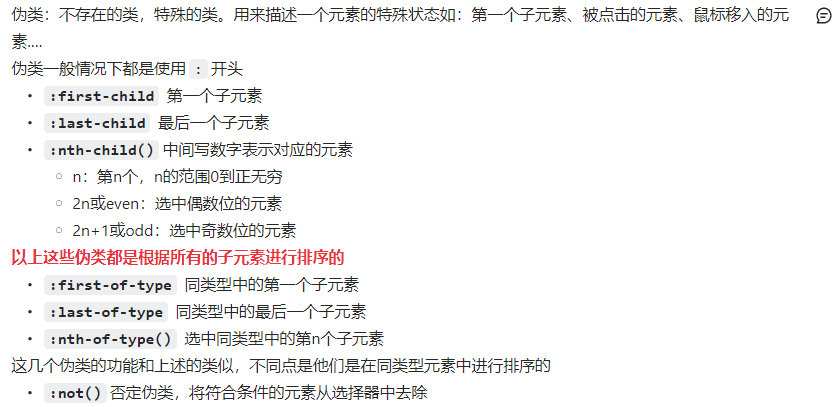 伪类：不存在的类，特殊的类。用来描述一个元素的特殊状态如：第一个子元素、被点击的元素、鼠标移入的元
素....
伪类一般情况下都是使用 : 开头
• :first-child 第一个子元素
• :last-child 最后一个子元素
• :nth-child() 中间写数字表示对应的元素
○ n：第n个，n的范围0到正无穷
○ 2n或even：选中偶数位的元素
○ 2n+1或odd：选中奇数位的元素
以上这些伪类都是根据所有的子元素进行排序的
• :first-of-type 同类型中的第一个子元素
• :last-of-type 同类型中的最后一个子元素
• :nth-of-type() 选中同类型中的第n个子元素
这几个伪类的功能和上述的类似，不同点是他们是在同类型元素中进行排序的
• :not() 否定伪类，将符合条件的元素从选择器中去除